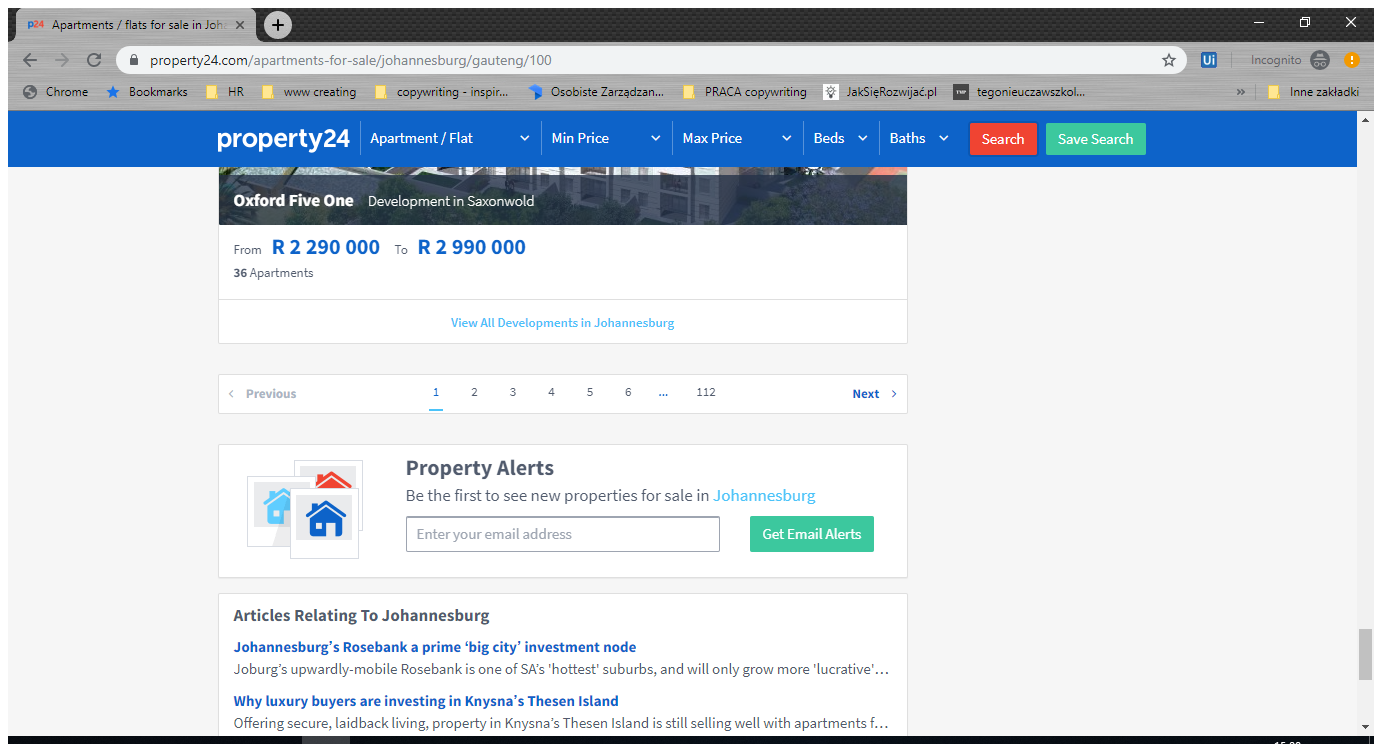 p24 Apartments / flats for sale in Joh
property24.com/apartments-for-sale/johannesburg/gauteng/100
Ui
Incognito
Chrome Bookmarks HR www creating copywriting - inspir... Osobiste Zarządzan... PRACA copywriting JakSięRozwijać.pl TMP tegonieuczawszkol... » Inne zakładki
property24 Apartment / Flat Min Price Max Price Beds Baths Search Save Search
Oxford Five One Development in Saxonwold
From R 2 290 000 To R 2 990 000
36 Apartments
View All Developments in Johannesburg
Previous 1 2 3 4 5 6 ... 112 Next
Property Alerts
Be the first to see new properties for sale in Johannesburg
Enter your email address Get Email Alerts
Articles Relating To Johannesburg
Johannesburg’s Rosebank a prime ‘big city’ investment node
Joburg’s upwardly-mobile Rosebank is one of SA’s 'hottest' suburbs, and will only grow more 'lucrative'...
Why luxury buyers are investing in Knysna’s Thesen Island
Offering secure, laidback living, property in Knysna’s Thesen Island is still selling well with apartments f...